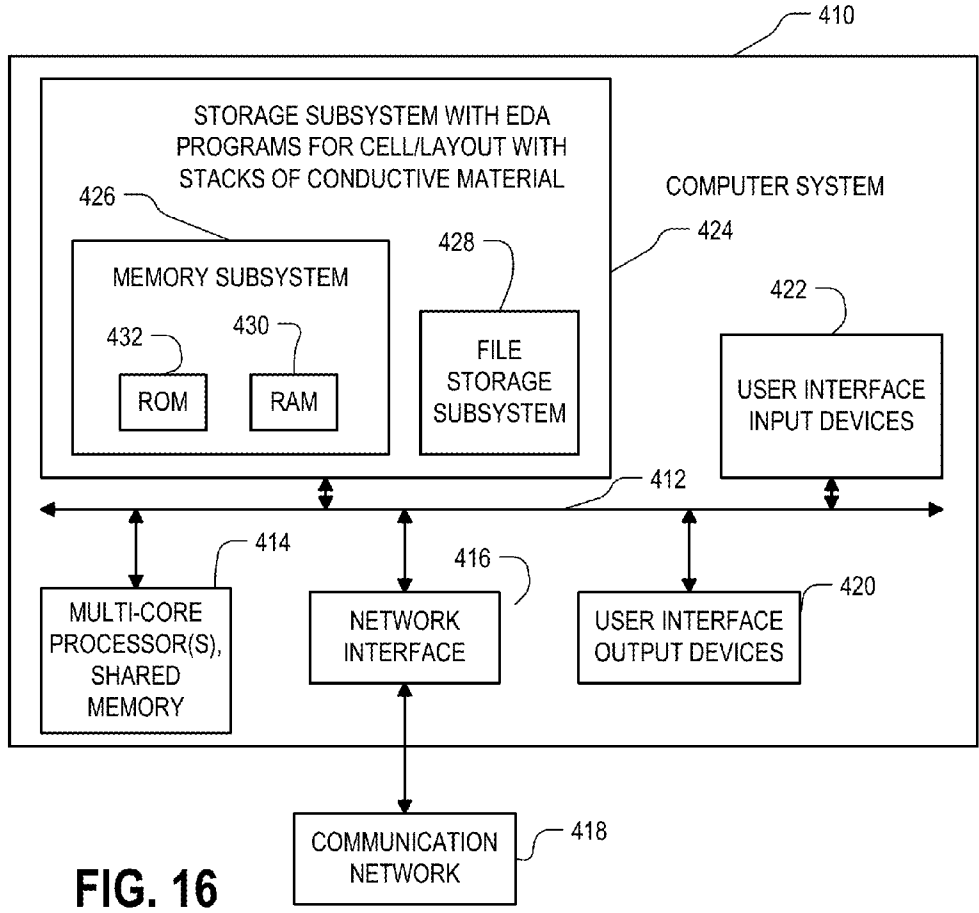 410
STORAGE SUBSYSTEM WITH EDA
PROGRAMS FOR CELL/LAYOUT WITH
STACKS OF CONDUCTIVE MATERIAL
COMPUTER SYSTEM
426
424
428
MEMORY SUBSYSTEM
422
432
430
ROM
RAM
FILE
STORAGE
SUBSYSTEM
USER INTERFACE
INPUT DEVICES
412
414
416
420
MULTI-CORE
PROCESSOR(S),
SHARED
MEMORY
NETWORK
INTERFACE
USER INTERFACE
OUTPUT DEVICES
COMMUNICATION
NETWORK
418
FIG. 16